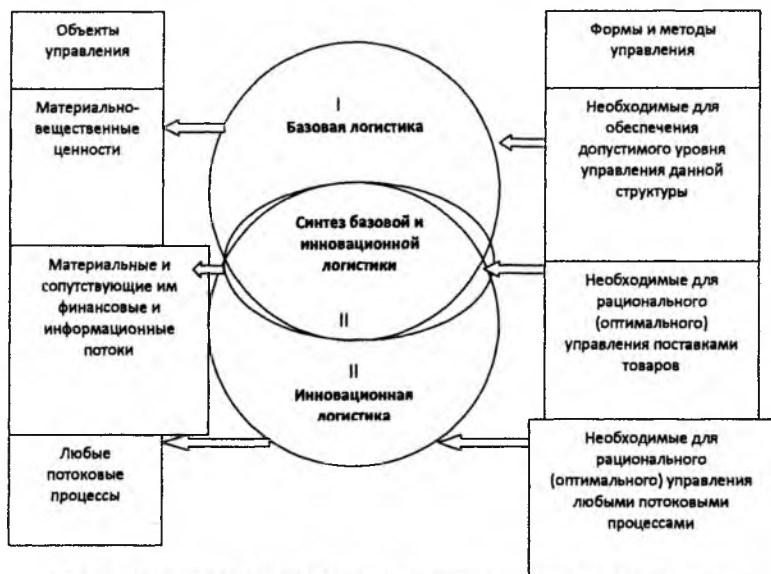 Объекты
управления
Материально-
вещественные
ценности
Материальные и
сопутствующие им
финансовые и
информационные
потоки
Любые
потоковые
процессы
I
Базовая логистика
Синтез базовой и
инновационной
логистики
II
II
Инновационная
логистика
Формы и методы
управления
Необходимые для
обеспечения
допустимого уровня
управления данной
структуры
Необходимые для
рационального
(оптимального)
управления поставками
товаров
Необходимые для
рационального
(оптимального) управления
любыми потоковыми
процессами